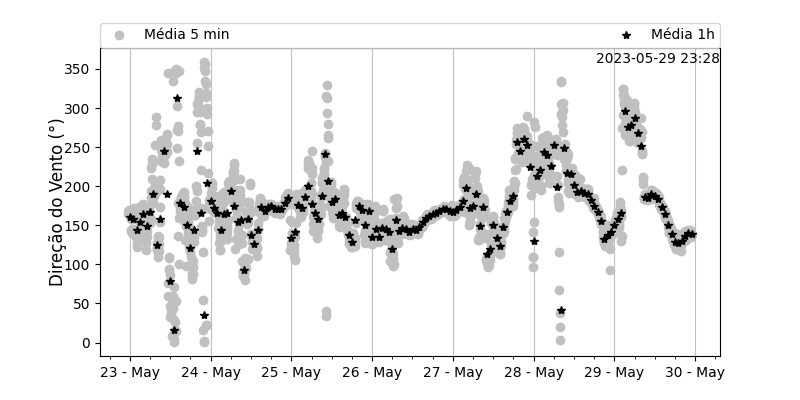 Média 5 min
Média 1h
2023-05-29 23:28
Direção do Vento (°)
350
300
250
200
150
100
50
0
23 - May
24 - May
25 - May
26 - May
27 - May
28 - May
29 - May
30 - May